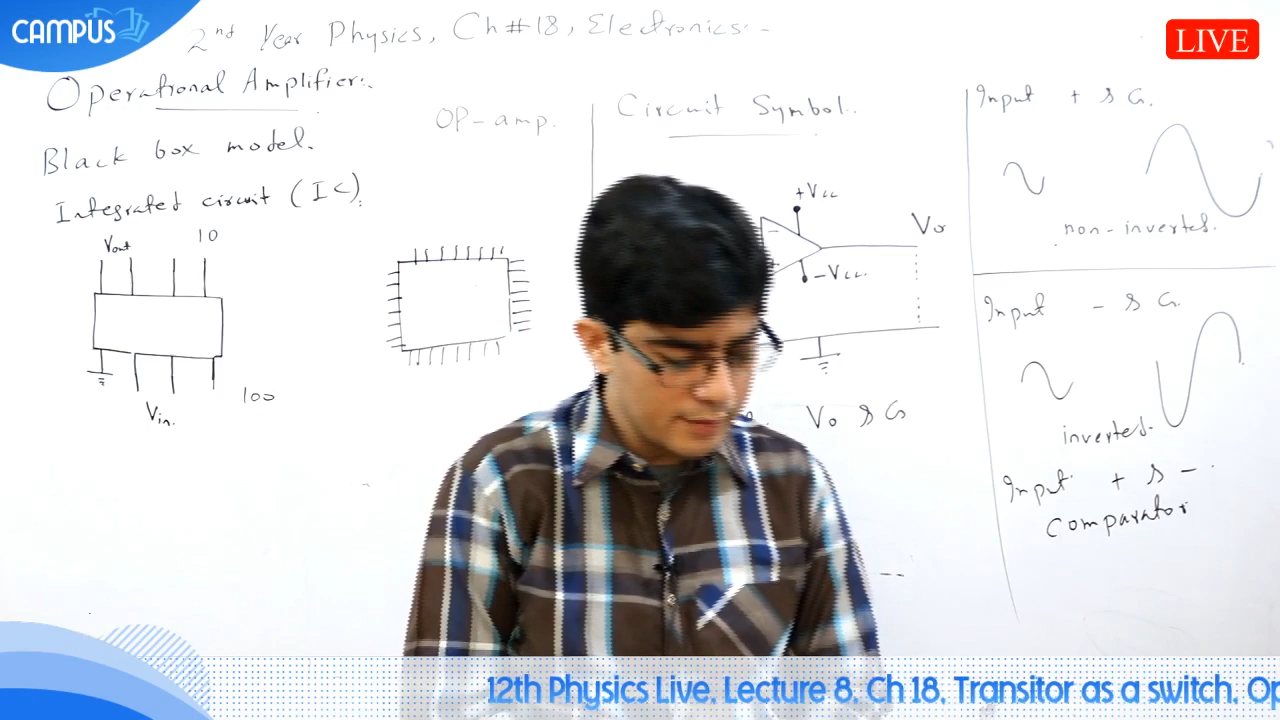 CAMPUS
LIVE
2nd Year Physics, Ch#18, Electronics:-
Operational Amplifier:.
Black box model.
Integrated circuit (IC).
Vout
10
Vin.
100
OP-amp.
Circuit Symbol.
+Vcc
-
-Vcc.
Vo
Vo & G
Input + & G.
non-inverted.
Input - & G.
inverted.
Input + & -.
Comparator
12th Physics Live, Lecture 8, Ch 18, Transitor as a switch, Op